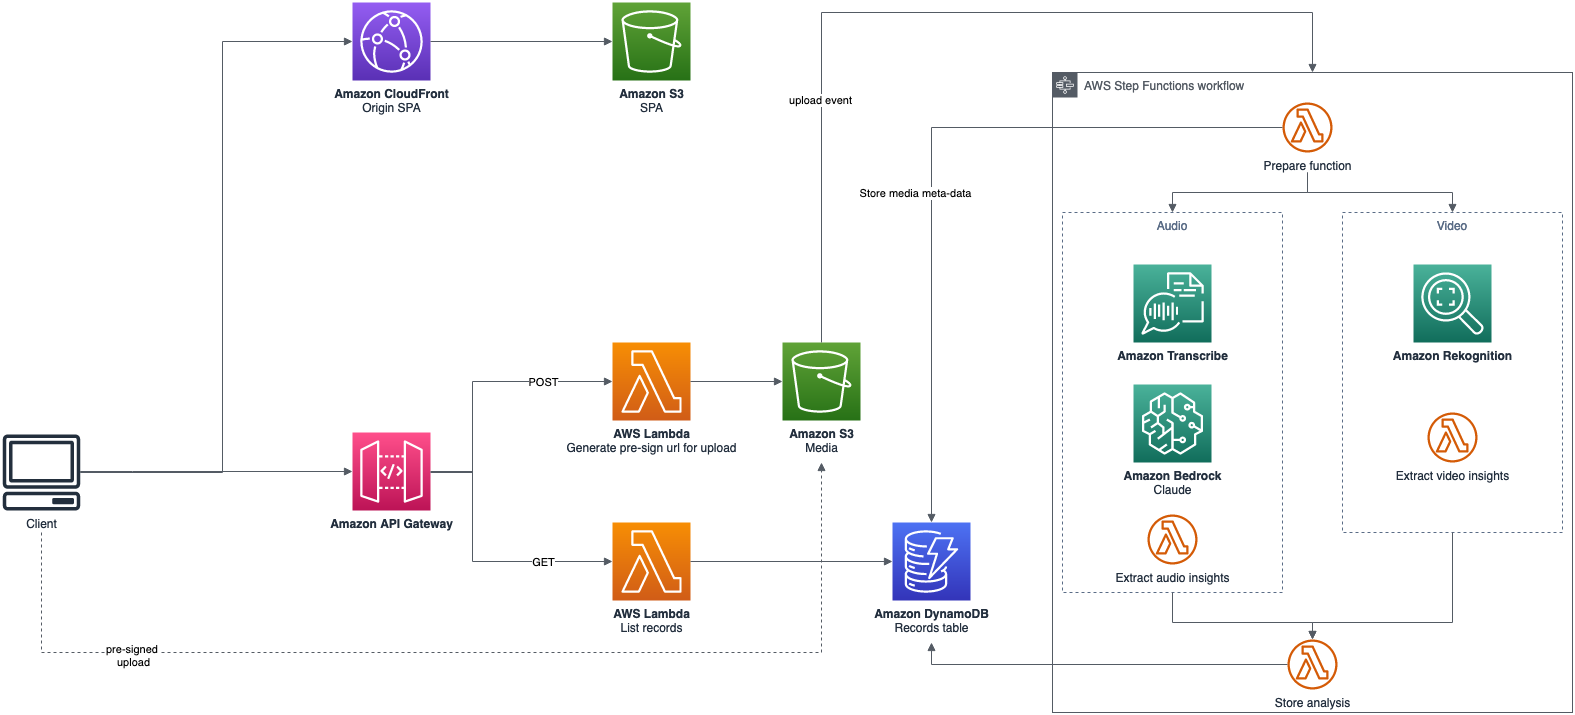 Amazon CloudFront
Origin SPA
Amazon S3
SPA
upload event
AWS Step Functions workflow
Prepare function
Store media meta-data
Audio
Video
Amazon Transcribe
Amazon Rekognition
POST
AWS Lambda
Generate pre-sign url for upload
Amazon S3
Media
Amazon Bedrock
Claude
Extract video insights
</>
Client
Amazon API Gateway
GET
AWS Lambda
List records
Amazon DynamoDB
Records table
Extract audio insights
pre-signed
upload
Store analysis